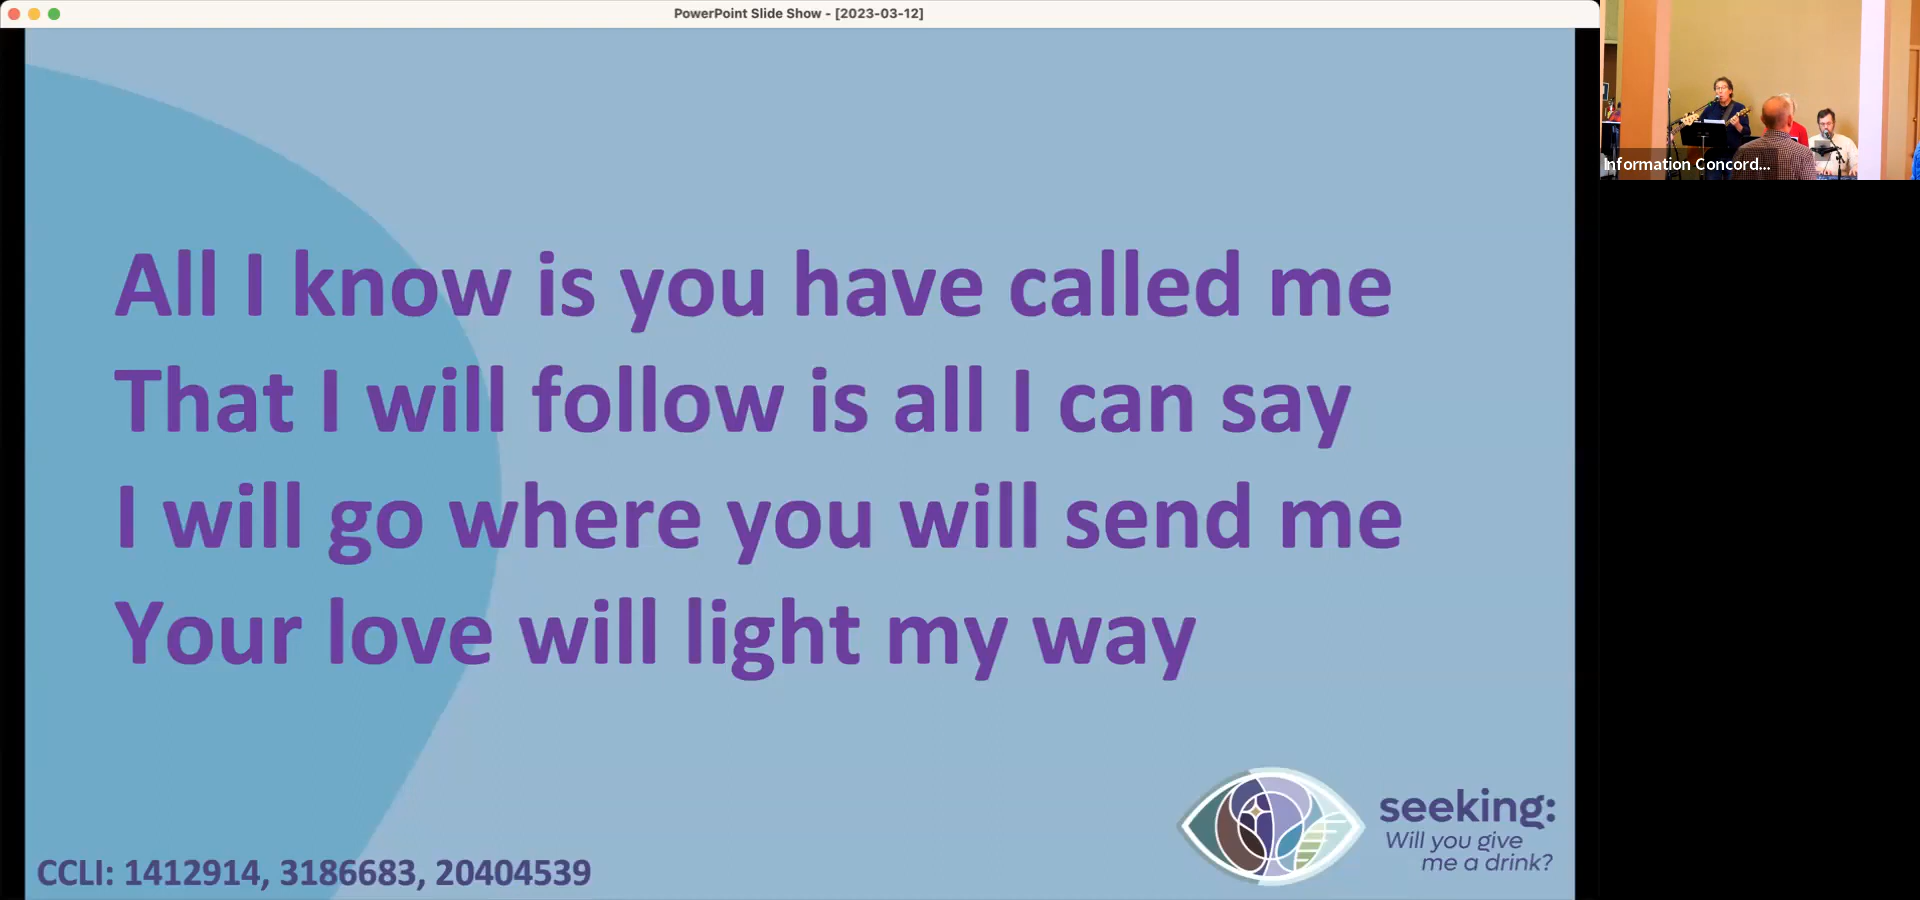 PowerPoint Slide Show - [2023-03-12]
Information Concord...
All I know is you have called me
That I will follow is all I can say
I will go where you will send me
Your love will light my way
seeking:
Will you give
me a drink?
CCLI: 1412914, 3186683, 20404539